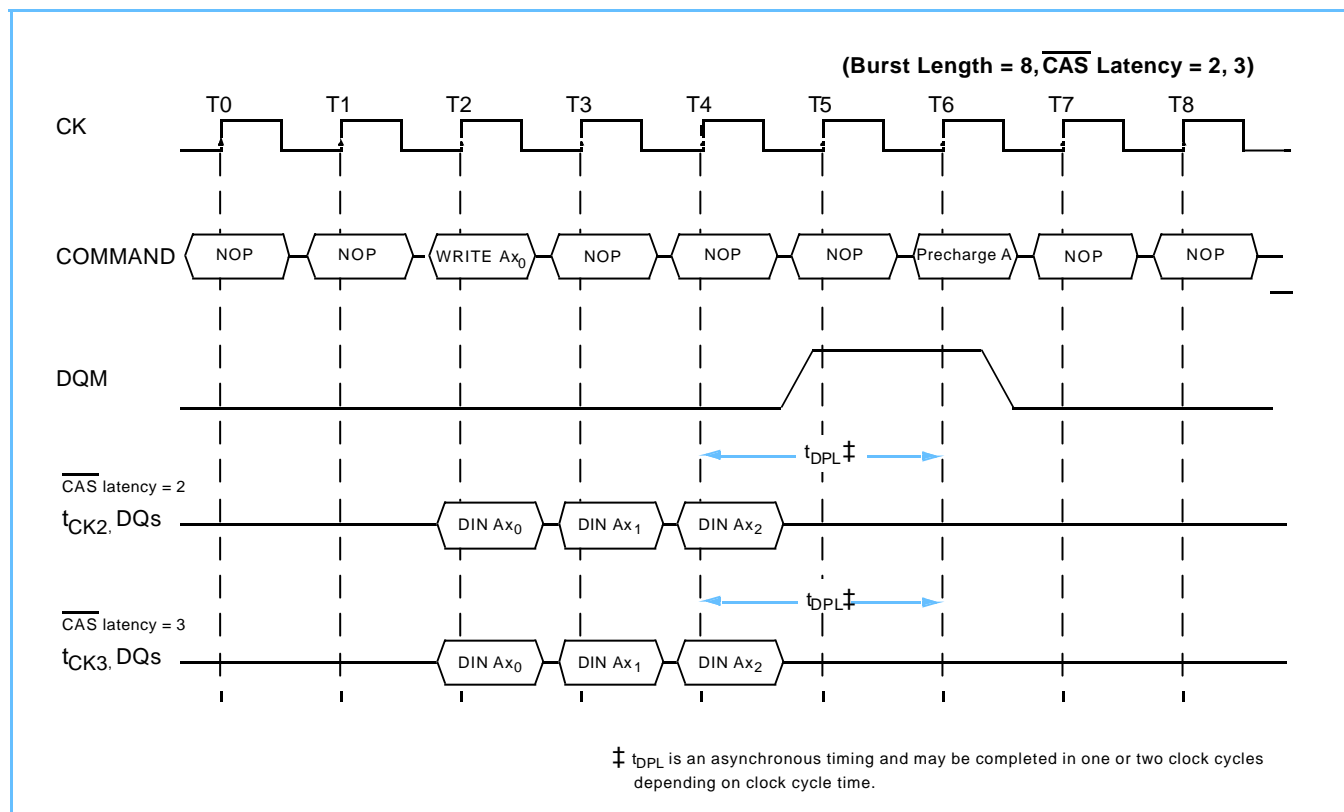 (Burst Length = 8, CAS Latency = 2, 3)
T0 T1 T2 T3 T4 T5 T6 T7 T8
CK
COMMAND NOP NOP WRITE Ax0 NOP NOP NOP Precharge A NOP NOP
DQM
tDPL‡
CAS latency = 2
tCK2, DQs DIN Ax0 DIN Ax1 DIN Ax2
tDPL‡
CAS latency = 3
tCK3, DQs DIN Ax0 DIN Ax1 DIN Ax2
‡ tDPL is an asynchronous timing and may be completed in one or two clock cycles
depending on clock cycle time.